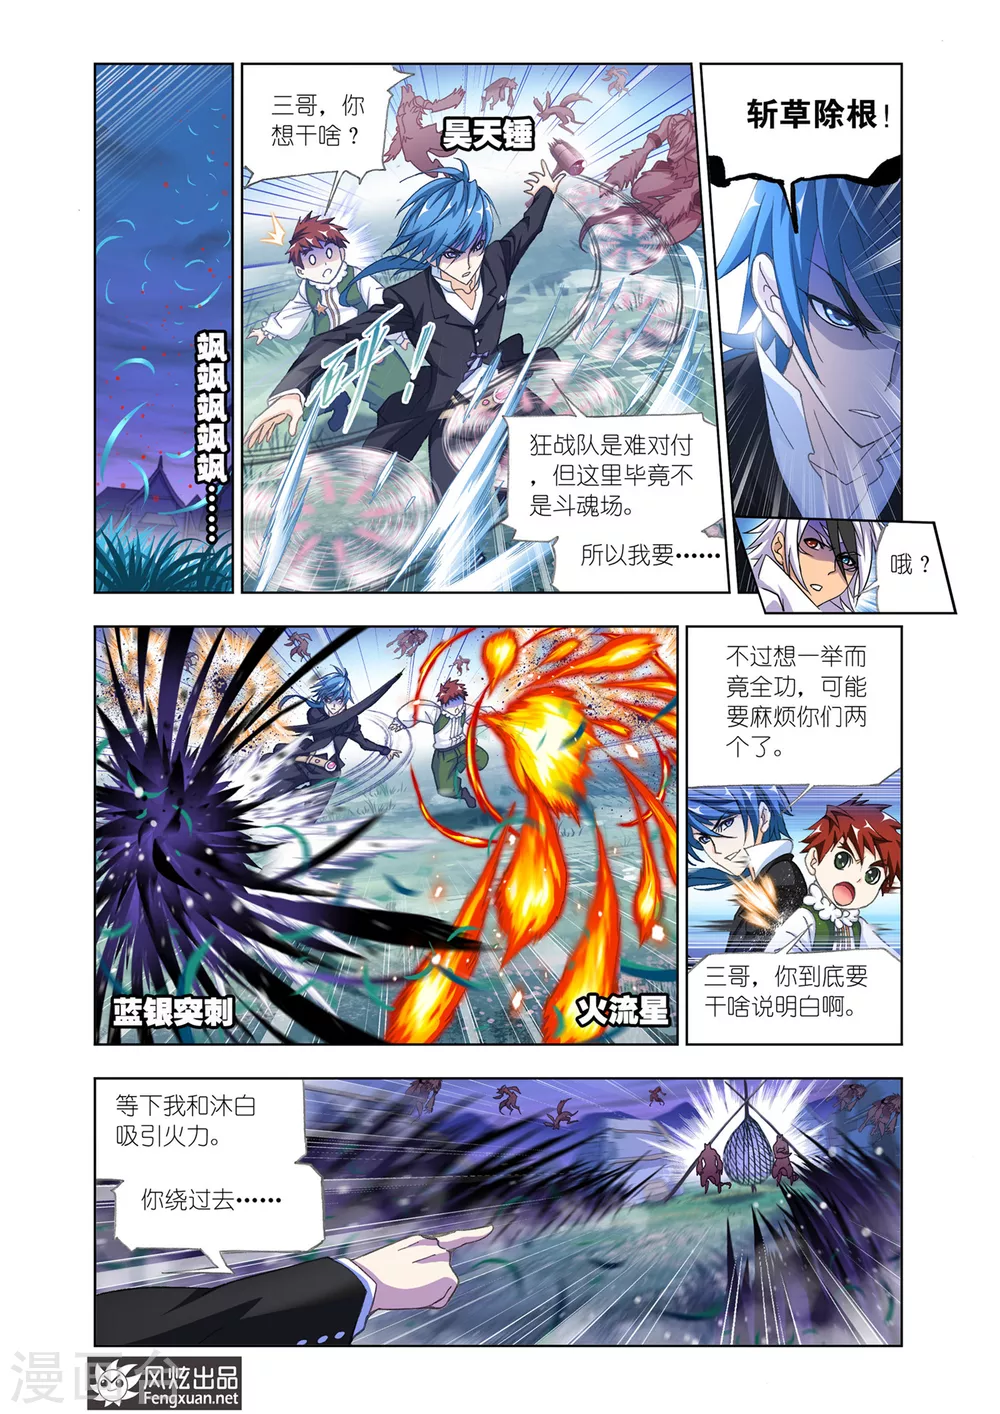 飒飒飒飒飒……
三哥，你
想干啥？
昊天锤
狂战队是难对付
，但这里毕竟不
是斗魂场。
所以我要……
斩草除根！
哦？
蓝银突刺
火流星
不过想一举而
竟全功，可能
要麻烦你们两
个了。
三哥，你到底要
干啥说明白啊。
等下我和沐白
吸引火力。
你绕过去……
漫画台
风炫出品
Fengxuan.net